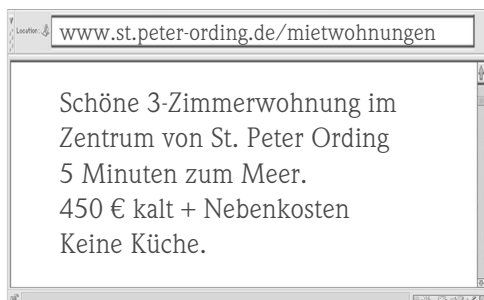 Location:
www.st.peter-ording.de/mietwohnungen
Schöne 3-Zimmerwohnung im
Zentrum von St. Peter Ording
5 Minuten zum Meer.
450 € kalt + Nebenkosten
Keine Küche.